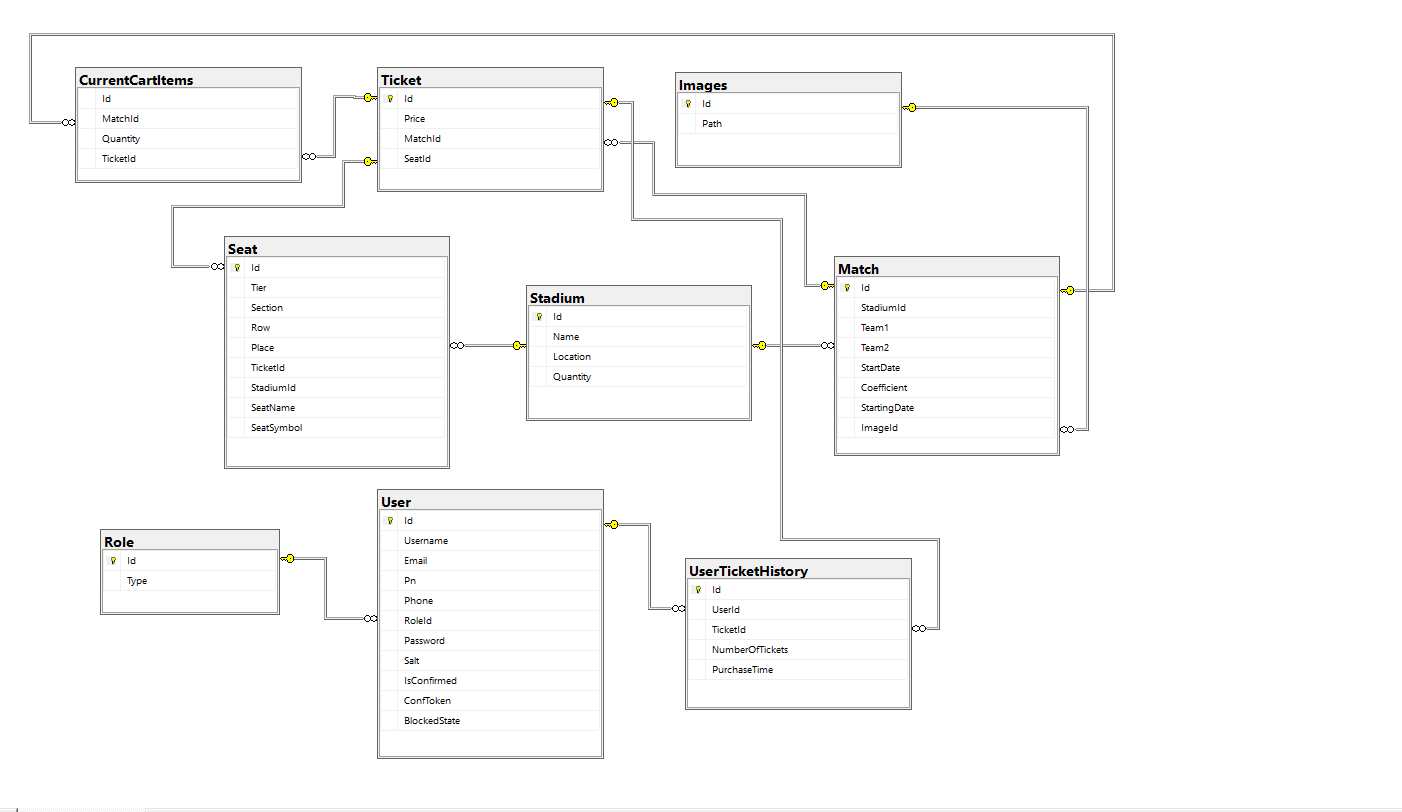 CurrentCartItems
Id
MatchId
Quantity
TicketId
Ticket
Id
Price
MatchId
SeatId
Images
Id
Path
Seat
Id
Tier
Section
Row
Place
TicketId
StadiumId
SeatName
SeatSymbol
Stadium
Id
Name
Location
Quantity
Match
Id
StadiumId
Team1
Team2
StartDate
Coefficient
StartingDate
ImageId
Role
Id
Type
User
Id
Username
Email
Pn
Phone
RoleId
Password
Salt
IsConfirmed
ConfToken
BlockedState
UserTicketHistory
Id
UserId
TicketId
NumberOfTickets
PurchaseTime